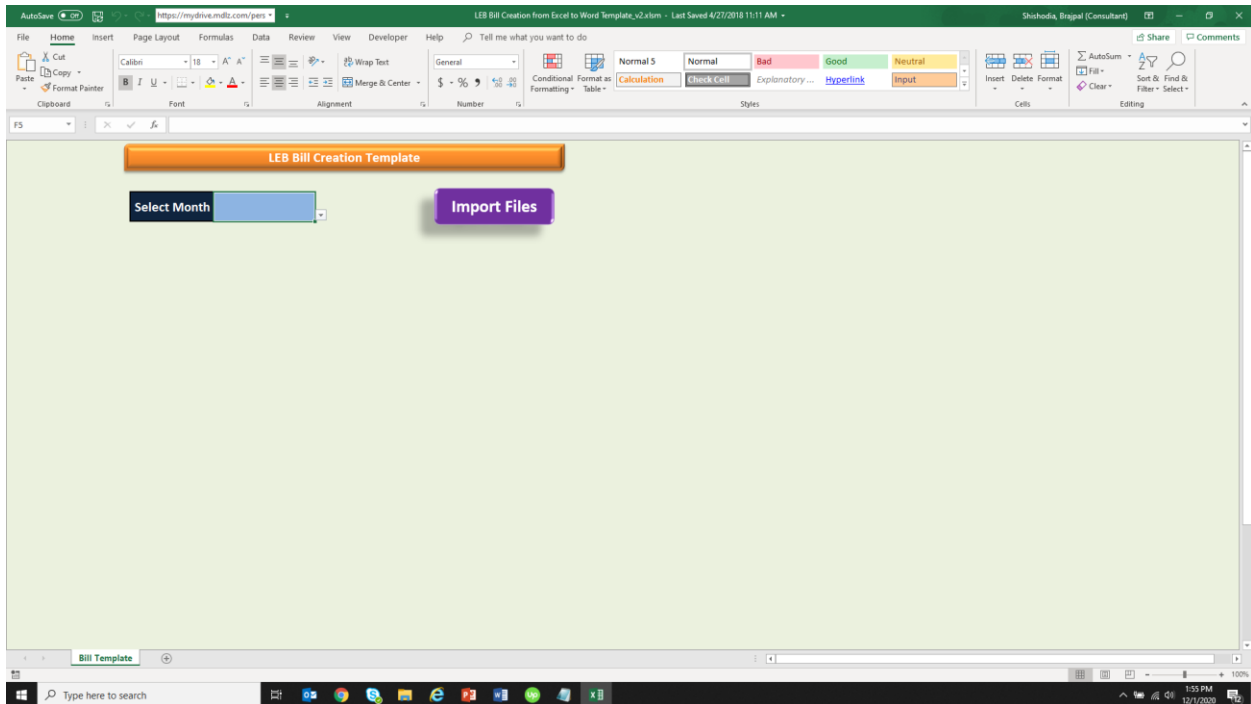 AutoSave Off https://mydrive.mdlz.com/pers LEB Bill Creation from Excel to Word Template_v2.xlsm - Last Saved 4/27/2018 11:11 AM Shishodia, Brajpal (Consultant)
File Home Insert Page Layout Formulas Data Review View Developer Help Tell me what you want to do Share Comments
Paste
Cut
Copy
Format Painter
Clipboard
Calibri 18
B I U
Font
Wrap Text
Merge & Center
Alignment
General
$ % ,
Number
Conditional Formatting
Format as Table
Normal 5 Normal Bad Good Neutral
Calculation Check Cell Explanatory ... Hyperlink Input
Styles
Insert Delete Format
Cells
AutoSum
Fill
Clear
Sort & Filter
Find & Select
Editing
F5 fx
LEB Bill Creation Template
Select Month
Import Files
Bill Template
100%
Type here to search
1:55 PM
12/1/2020